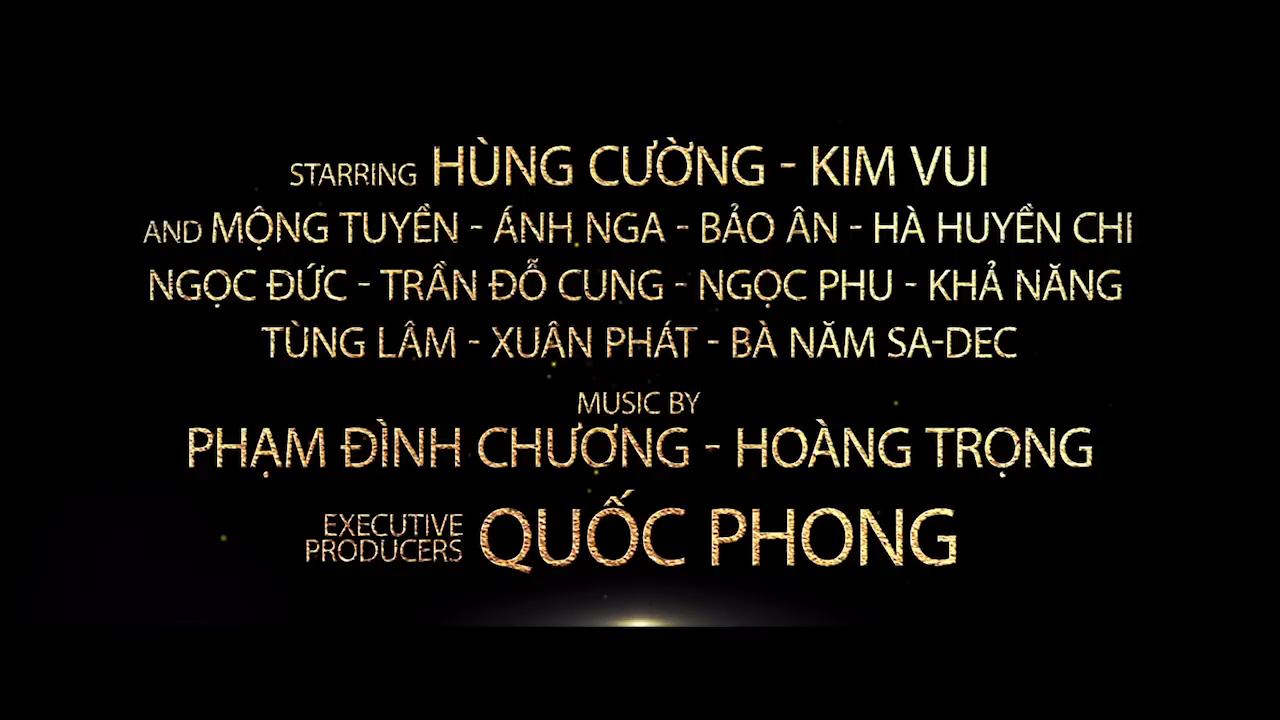 STARRING HÙNG CƯỜNG - KIM VUI
AND MỘNG TUYỀN - ÁNH NGA - BẢO ÂN - HÀ HUYỀN CHI
NGỌC ĐỨC - TRẦN ĐỖ CUNG - NGỌC PHU - KHẢ NĂNG
TÙNG LÂM - XUÂN PHÁT - BÀ NĂM SA-DEC
MUSIC BY
PHẠM ĐÌNH CHƯƠNG - HOÀNG TRỌNG
EXECUTIVE
PRODUCERS QUỐC PHONG